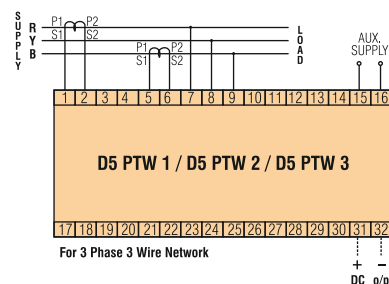 SUPPLY
R
Y
B
P1 P2
S1 S2
P1 P2
S1 S2
LOAD
AUX.
SUPPLY
1 2 3 4 5 6 7 8 9 10 11 12 13 14 15 16
D5 PTW 1 / D5 PTW 2 / D5 PTW 3
17 18 19 20 21 22 23 24 25 26 27 28 29 30 31 32
For 3 Phase 3 Wire Network
+ –
DC o/p